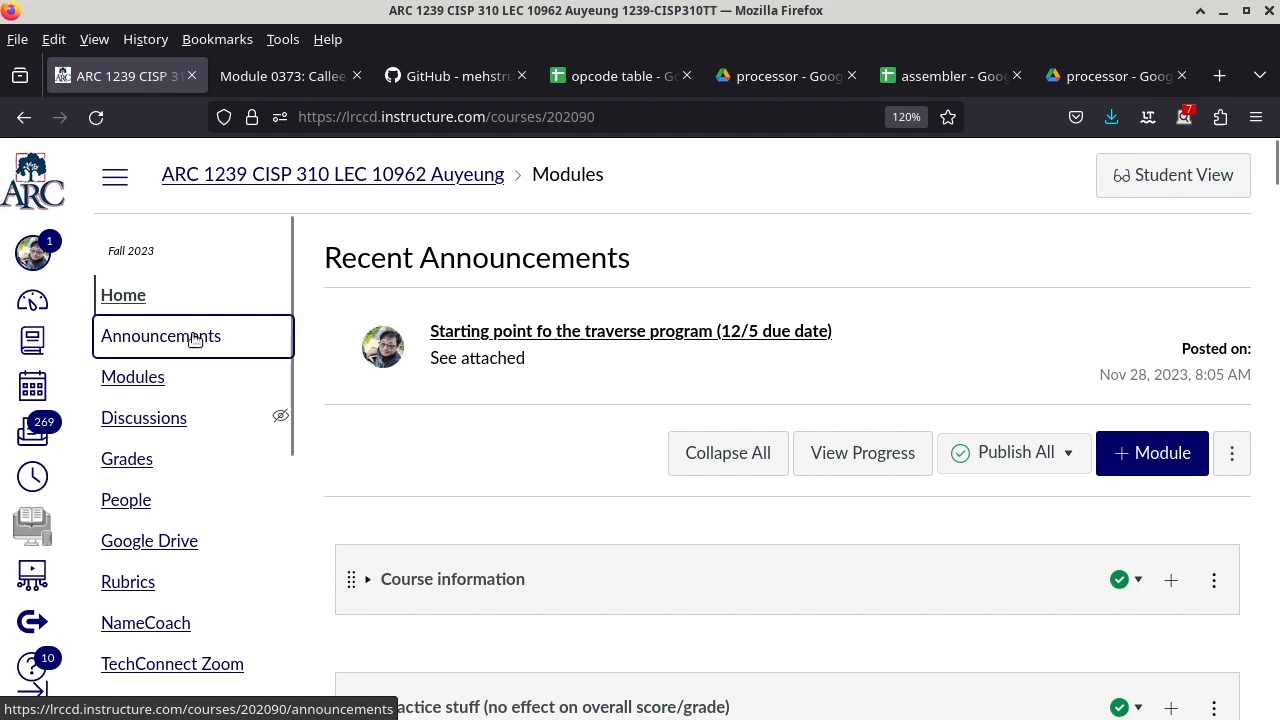 ARC 1239 CISP 310 LEC 10962 Auyeung 1239-CISP310TT — Mozilla Firefox
File Edit View History Bookmarks Tools Help
ARC 1239 CISP 31
Module 0373: Callee
GitHub - mehstru
opcode table - Go
processor - Goog
assembler - Goog
processor - Goog
https://lrccd.instructure.com/courses/202090
120%
7
ARC
ARC 1239 CISP 310 LEC 10962 Auyeung
Modules
Student View
1
Fall 2023
Home
Announcements
Modules
Discussions
Grades
People
Google Drive
Rubrics
NameCoach
TechConnect Zoom
269
10
Recent Announcements
Starting point fo the traverse program (12/5 due date)
See attached
Posted on:
Nov 28, 2023, 8:05 AM
Collapse All
View Progress
Publish All
+ Module
Course information
actice stuff (no effect on overall score/grade)
https://lrccd.instructure.com/courses/202090/announcements